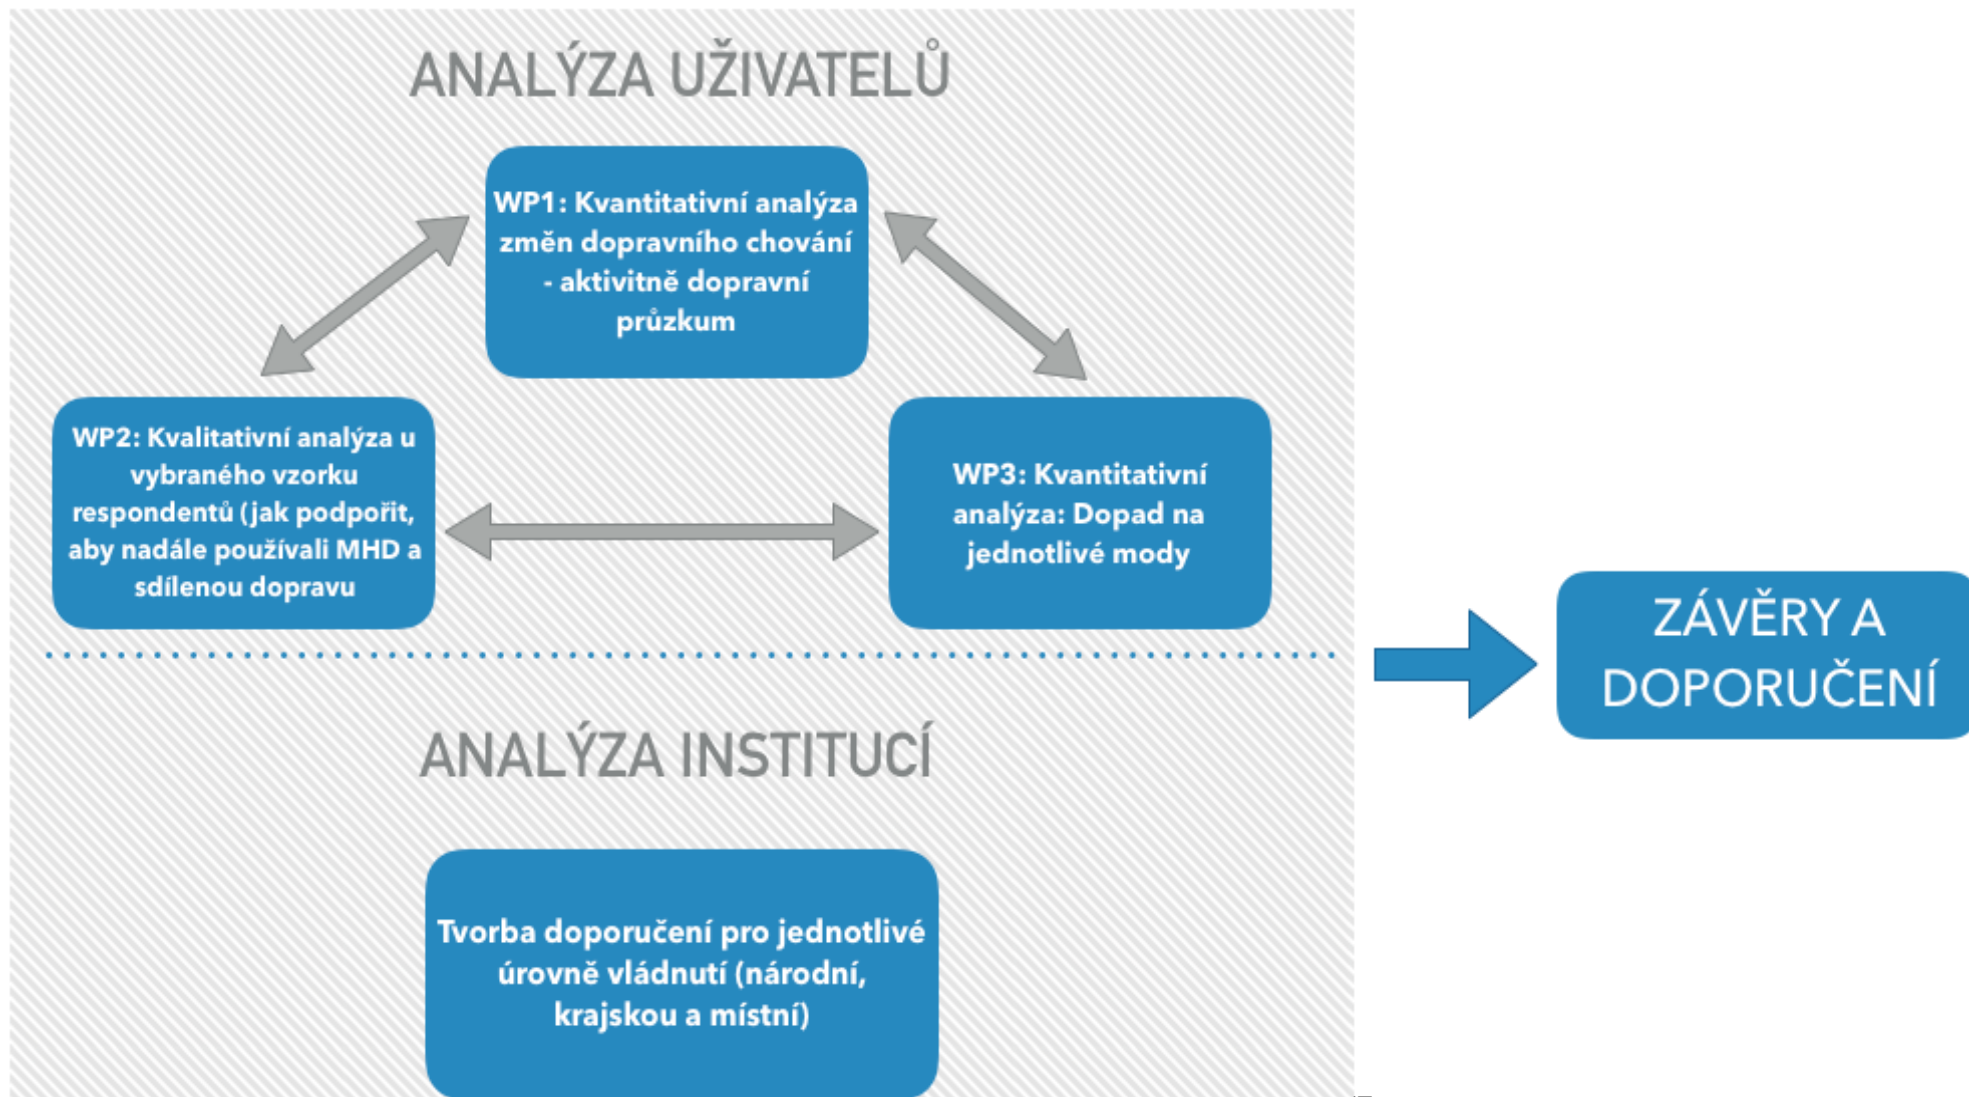 ANALÝZA UŽIVATELŮ
WP1: Kvantitativní analýza
změn dopravního chování
- aktivitně dopravní
průzkum
WP2: Kvalitativní analýza u
vybraného vzorku
respondentů (jak podpořit,
aby nadále používali MHD a
sdílenou dopravu
WP3: Kvantitativní
analýza: Dopad na
jednotlivé mody
ZÁVĚRY A
DOPORUČENÍ
ANALÝZA INSTITUCÍ
Tvorba doporučení pro jednotlivé
úrovně vládnutí (národní,
krajskou a místní)